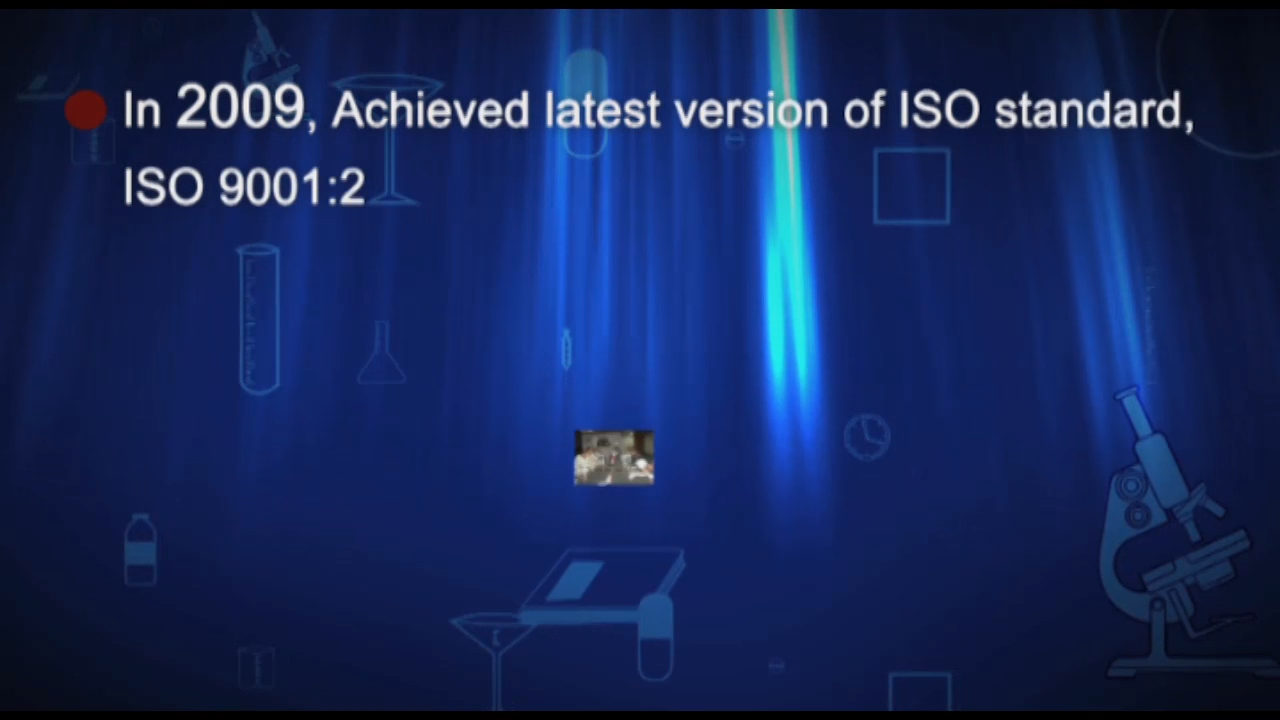 In 2009, Achieved latest version of ISO standard,
ISO 9001:2